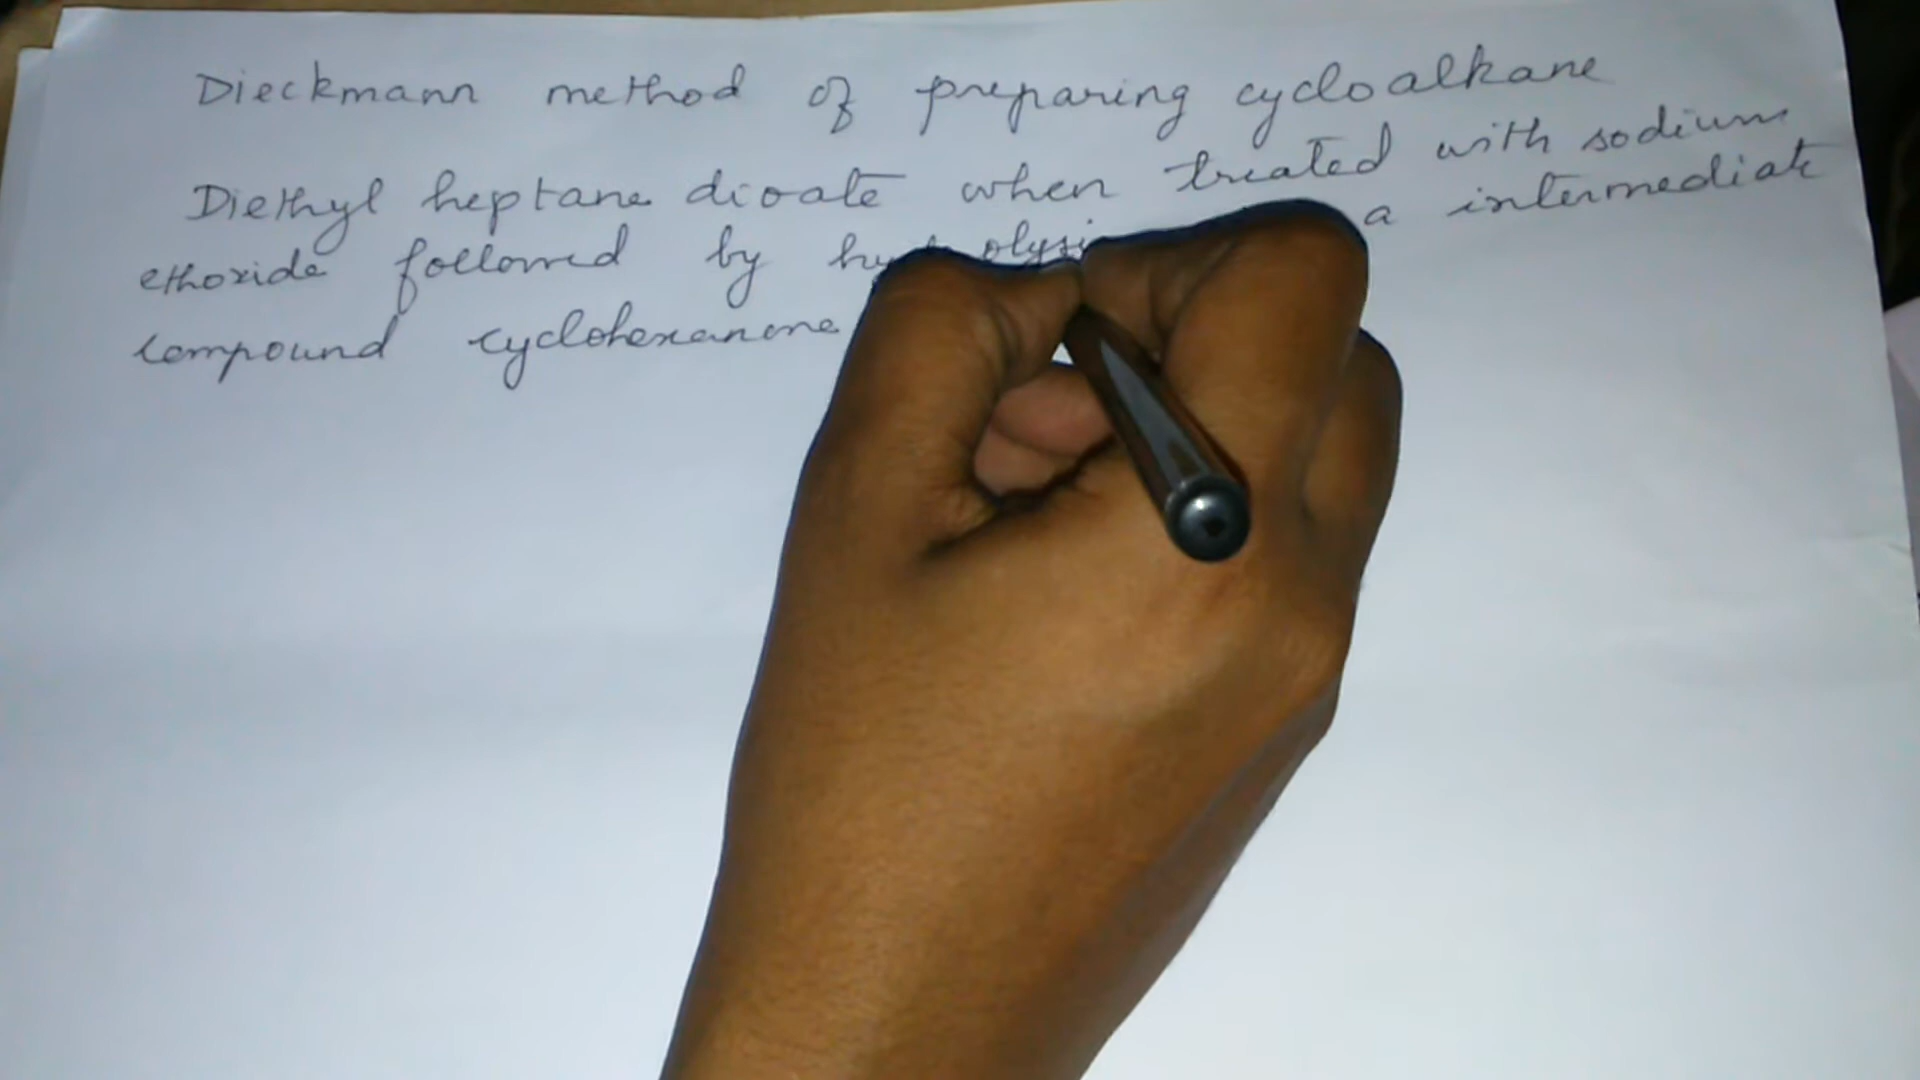 Dieckmann method of preparing cycloalkane
Diethyl heptane dioate when treated with sodium
ethoxide followed by a intermediate
compound cyclohexanone